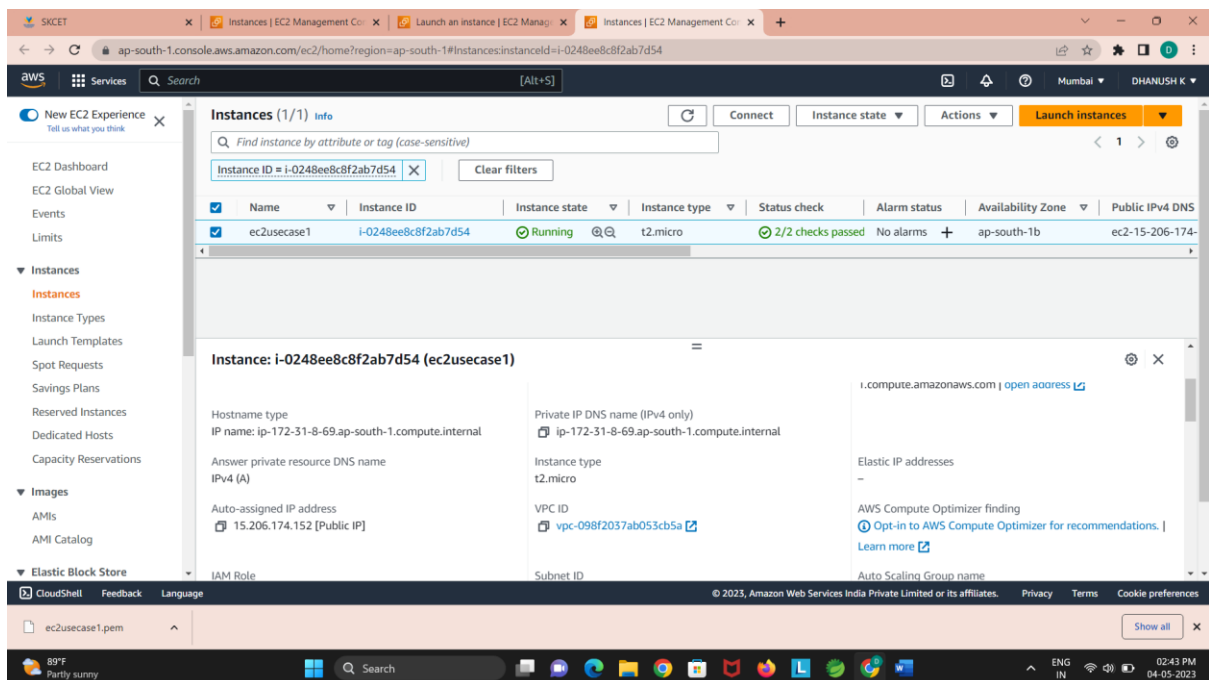 SKCET
Instances | EC2 Management Con
Launch an instance | EC2 Manage
Instances | EC2 Management Con
ap-south-1.console.aws.amazon.com/ec2/home?region=ap-south-1#Instances:instanceId=i-0248ee8c8f2ab7d54
D
aws Services Search [Alt+S] Mumbai DHANUSH K
New EC2 Experience
Tell us what you think
EC2 Dashboard
EC2 Global View
Events
Limits
Instances
Instances
Instance Types
Launch Templates
Spot Requests
Savings Plans
Reserved Instances
Dedicated Hosts
Capacity Reservations
Images
AMIs
AMI Catalog
Elastic Block Store
Instances (1/1) Info Connect Instance state Actions Launch instances
Find instance by attribute or tag (case-sensitive) 1
Instance ID = i-0248ee8c8f2ab7d54 Clear filters
Name Instance ID Instance state Instance type Status check Alarm status Availability Zone Public IPv4 DNS
ec2usecase1 i-0248ee8c8f2ab7d54 Running t2.micro 2/2 checks passed No alarms + ap-south-1b ec2-15-206-174-
Instance: i-0248ee8c8f2ab7d54 (ec2usecase1)
1.compute.amazonaws.com | open address
Hostname type Private IP DNS name (IPv4 only)
IP name: ip-172-31-8-69.ap-south-1.compute.internal ip-172-31-8-69.ap-south-1.compute.internal
Answer private resource DNS name Instance type Elastic IP addresses
IPv4 (A) t2.micro –
Auto-assigned IP address VPC ID AWS Compute Optimizer finding
15.206.174.152 [Public IP] vpc-098f2037ab053cb5a Opt-in to AWS Compute Optimizer for recommendations. |
Learn more
IAM Role Subnet ID Auto Scaling Group name
CloudShell Feedback Language © 2023, Amazon Web Services India Private Limited or its affiliates. Privacy Terms Cookie preferences
ec2usecase1.pem Show all
89°F
Partly sunny
Search
ENG
IN
02:43 PM
04-05-2023